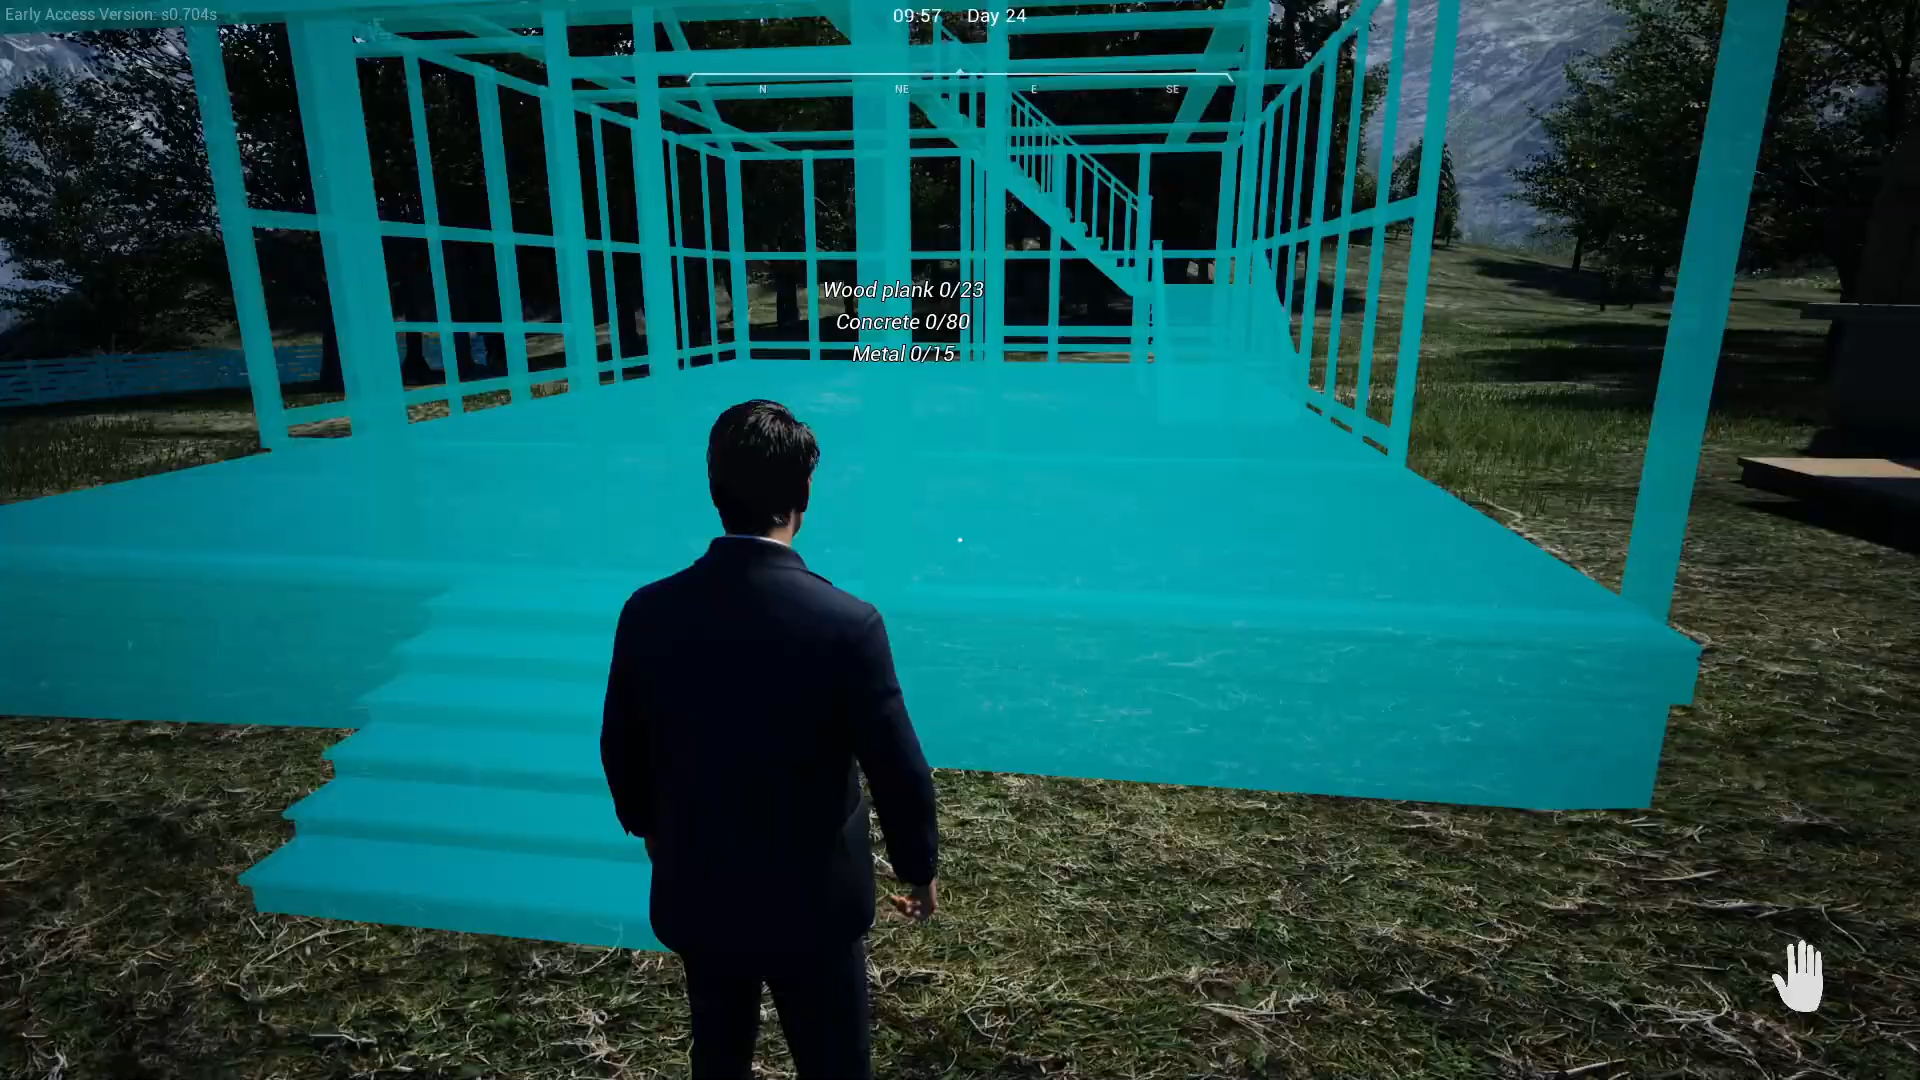 Early Access Version: s0.704s
09:57 Day 24
N NE E SE
Wood plank 0/23
Concrete 0/80
Metal 0/15